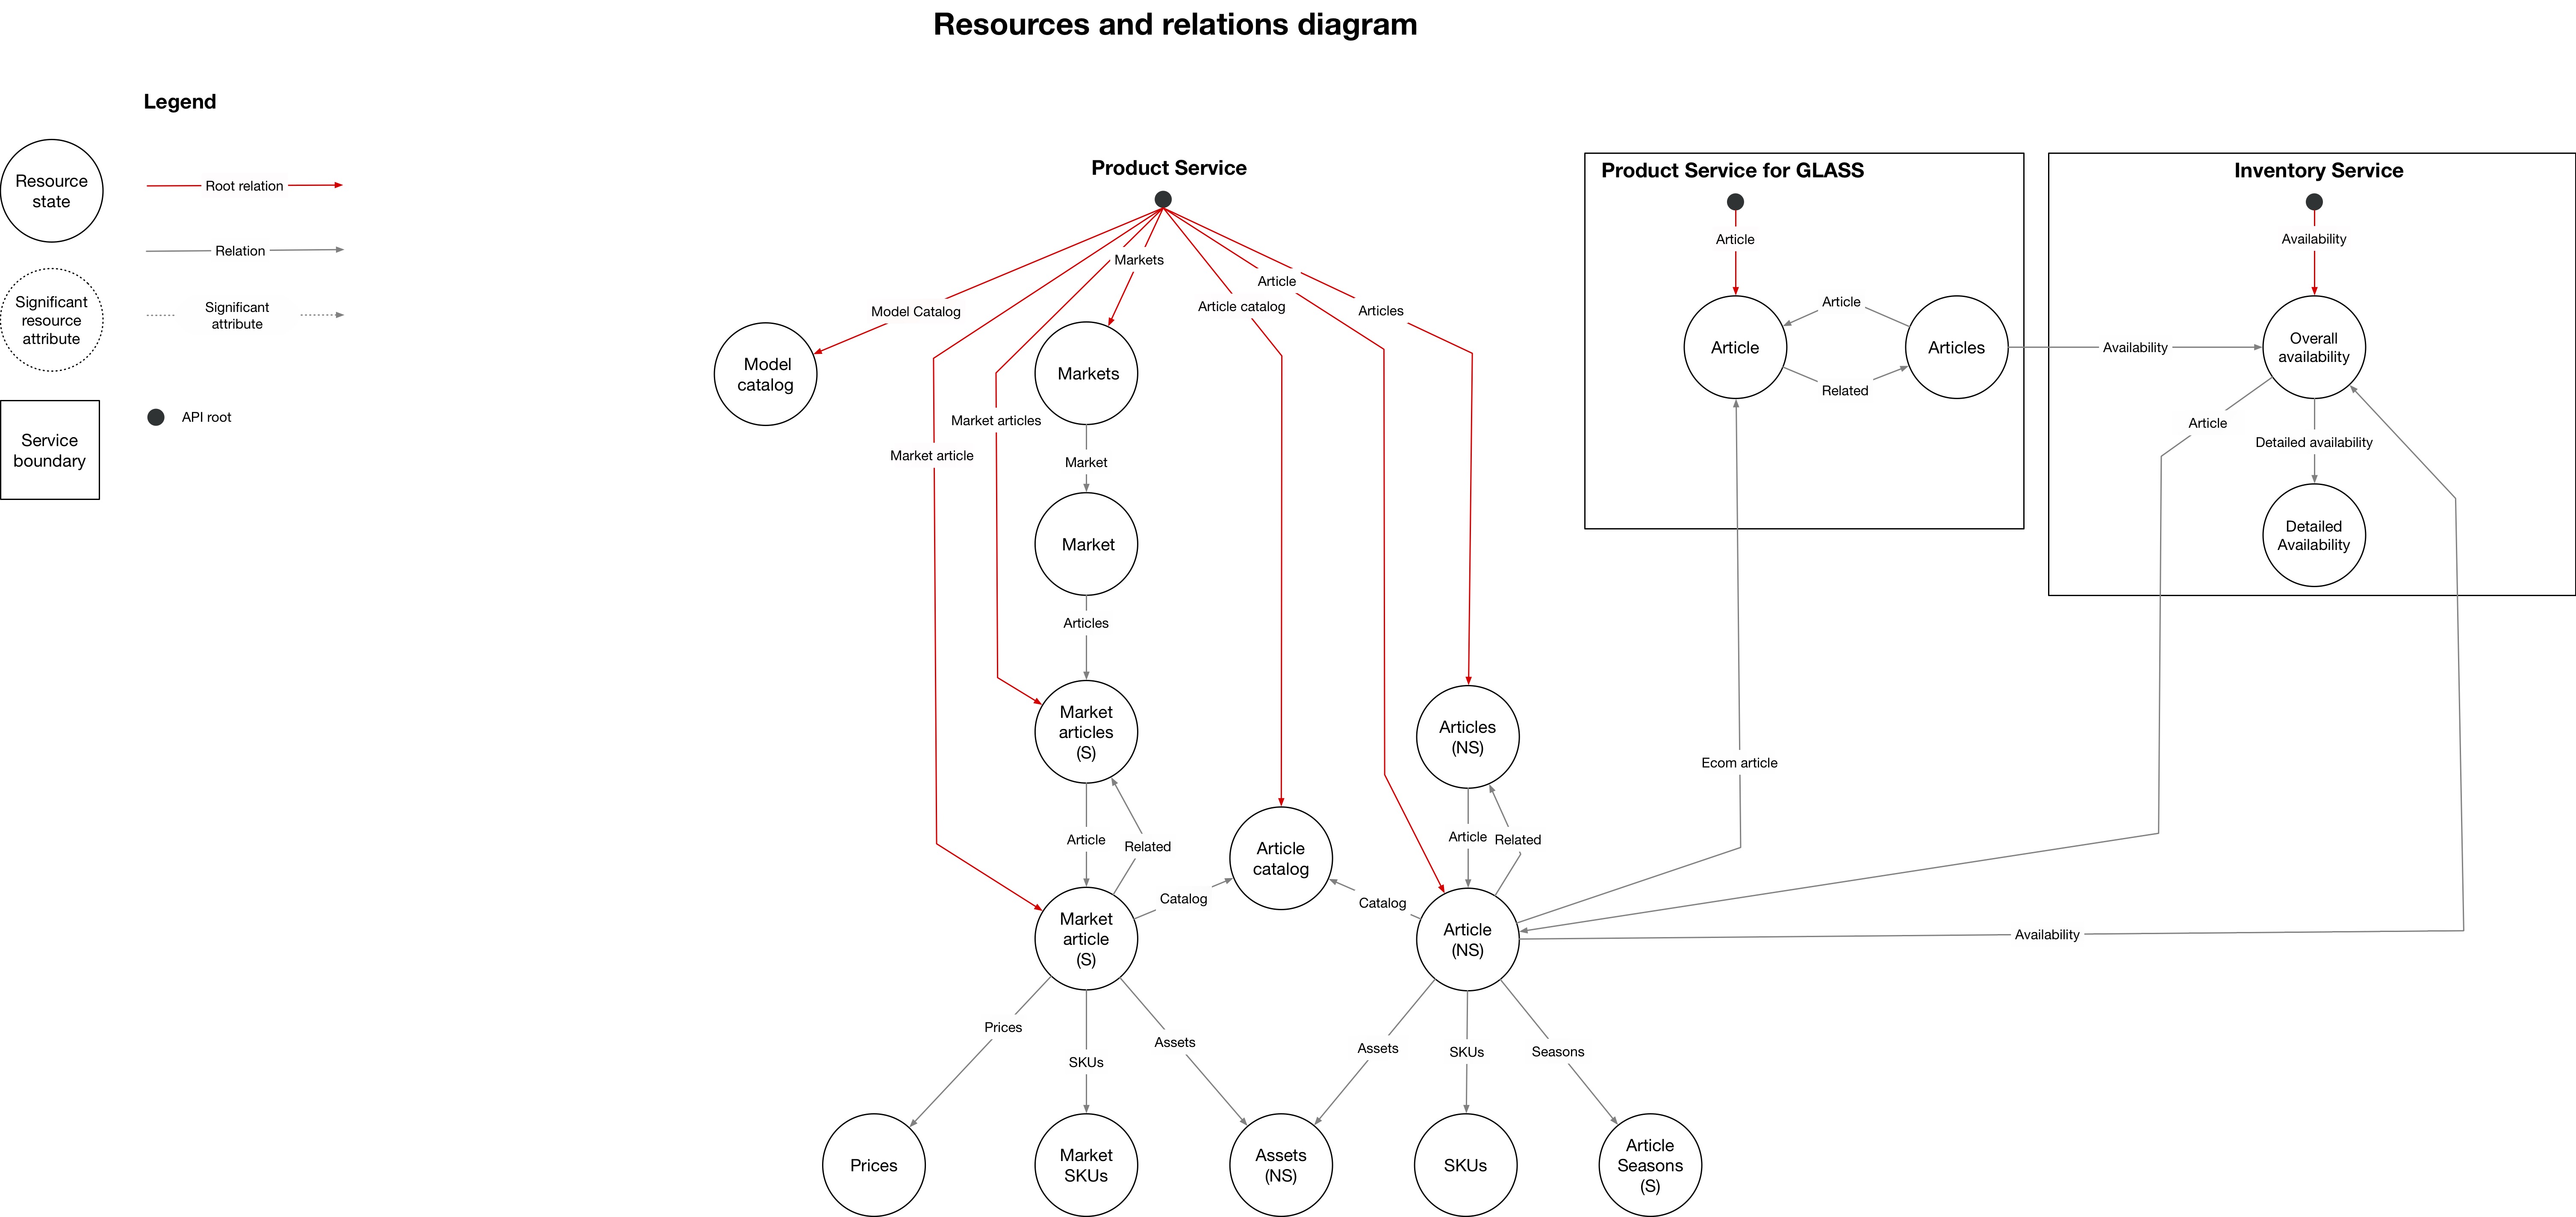 Resources and relations diagram
Legend
Resource
state
Root relation
Relation
Significant
resource
attribute
Significant
attribute
Service
boundary
API root
Product Service
Markets
Model Catalog
Article catalog
Article
Articles
Model
catalog
Markets
Market articles
Market article
Market
Market
Articles
Market
articles
(S)
Articles
(NS)
Article
Related
Article
catalog
Article
Related
Catalog
Catalog
Market
article
(S)
Article
(NS)
Prices
SKUs
Assets
Assets
SKUs
Seasons
Prices
Market
SKUs
Assets
(NS)
SKUs
Article
Seasons
(S)
Product Service for GLASS
Article
Article
Article
Articles
Related
Ecom article
Availability
Inventory Service
Availability
Overall
availability
Article
Detailed availability
Detailed
Availability
Availability